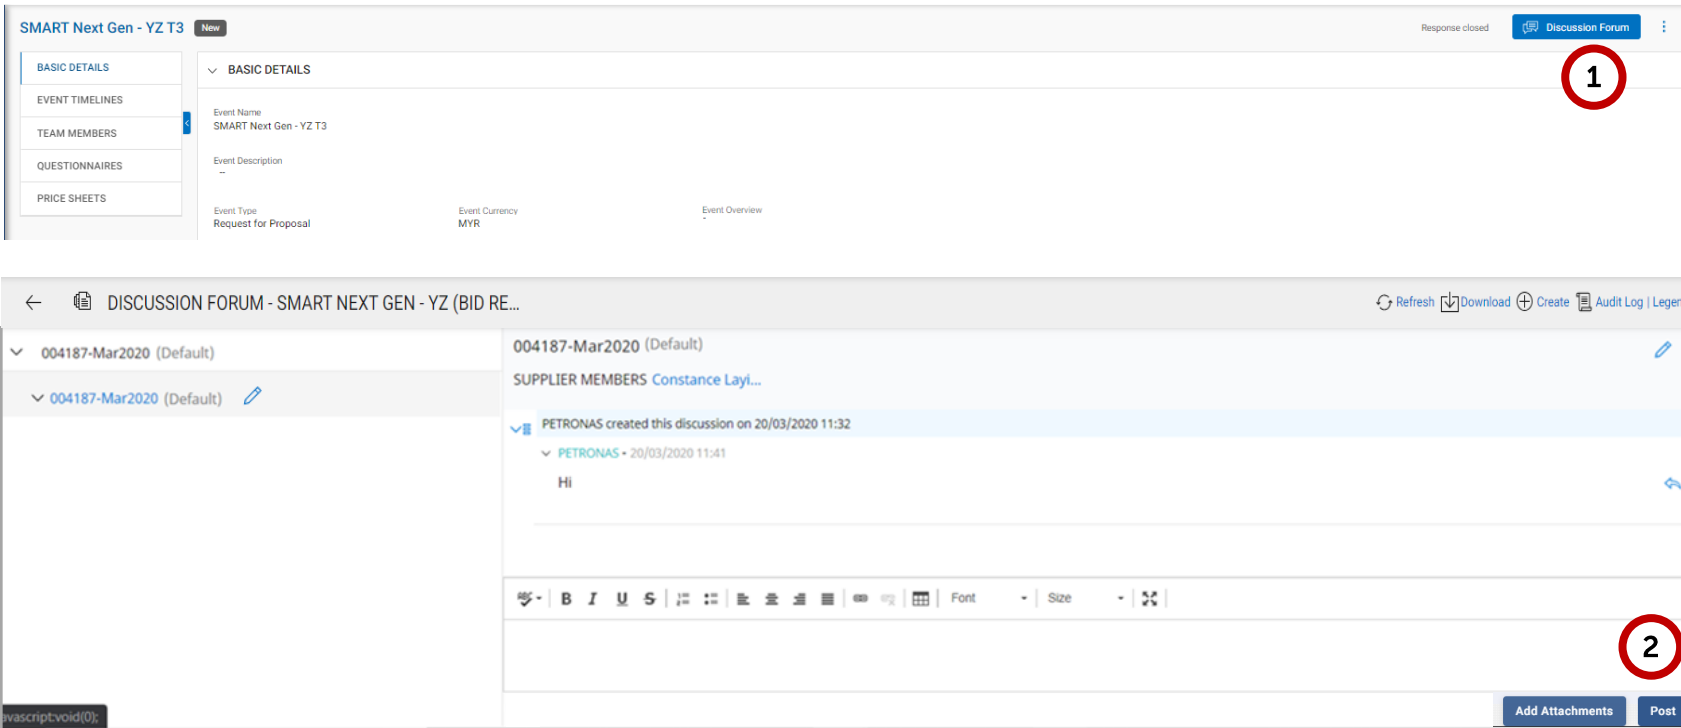 SMART Next Gen - YZ T3 New
Response closed Discussion Forum
1
BASIC DETAILS
EVENT TIMELINES
TEAM MEMBERS
QUESTIONNAIRES
PRICE SHEETS
BASIC DETAILS
Event Name
SMART Next Gen - YZ T3
Event Description
--
Event Type Event Currency Event Overview
Request for Proposal MYR -
DISCUSSION FORUM - SMART NEXT GEN - YZ (BID RE...
Refresh Download Create Audit Log | Legen
004187-Mar2020 (Default)
004187-Mar2020 (Default)
004187-Mar2020 (Default)
SUPPLIER MEMBERS Constance Layi...
PETRONAS created this discussion on 20/03/2020 11:32
PETRONAS • 20/03/2020 11:41
Hi
ABC B I U S Font Size
2
Add Attachments Post
avascript:void(0);